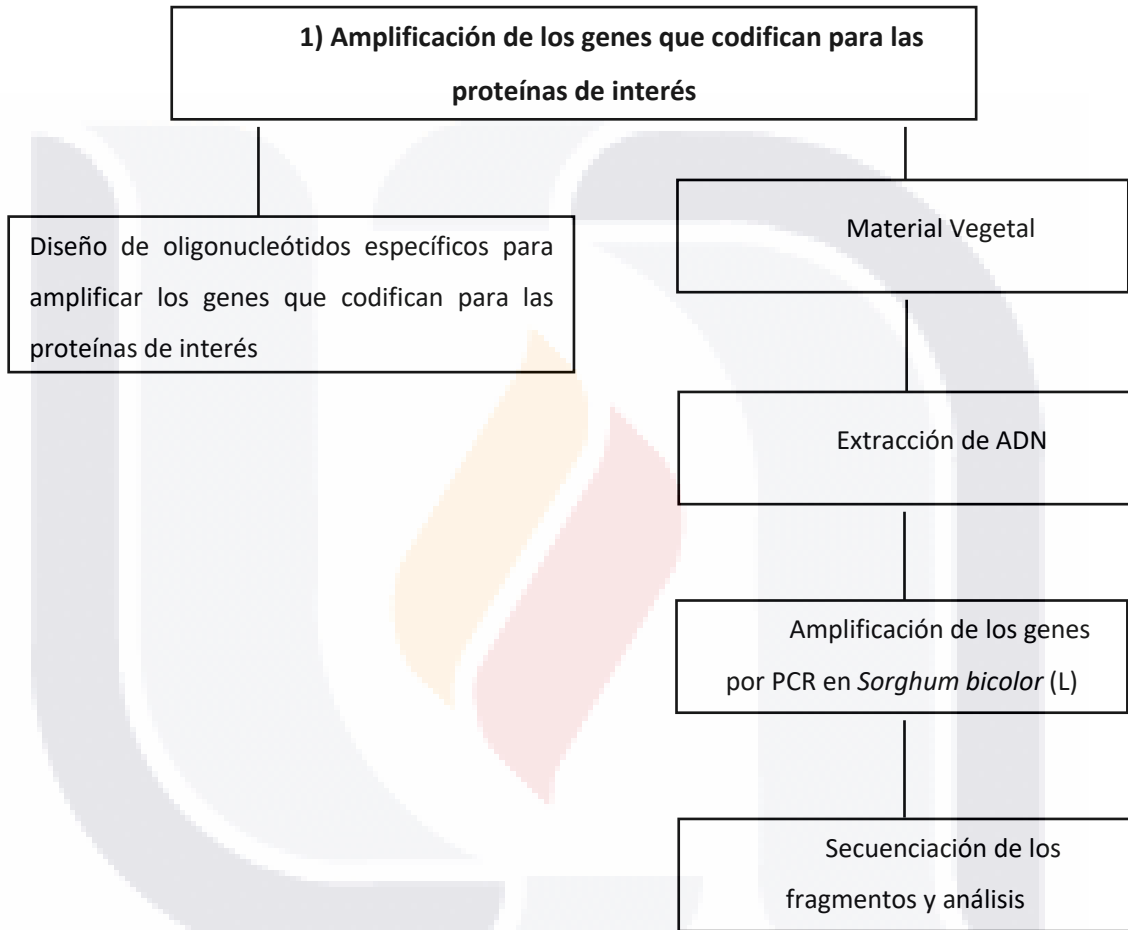 1) Amplificación de los genes que codifican para las
proteínas de interés
Diseño de oligonucleótidos específicos para
amplificar los genes que codifican para las
proteínas de interés
Material Vegetal
Extracción de ADN
Amplificación de los genes
por PCR en Sorghum bicolor (L)
Secuenciación de los
fragmentos y análisis